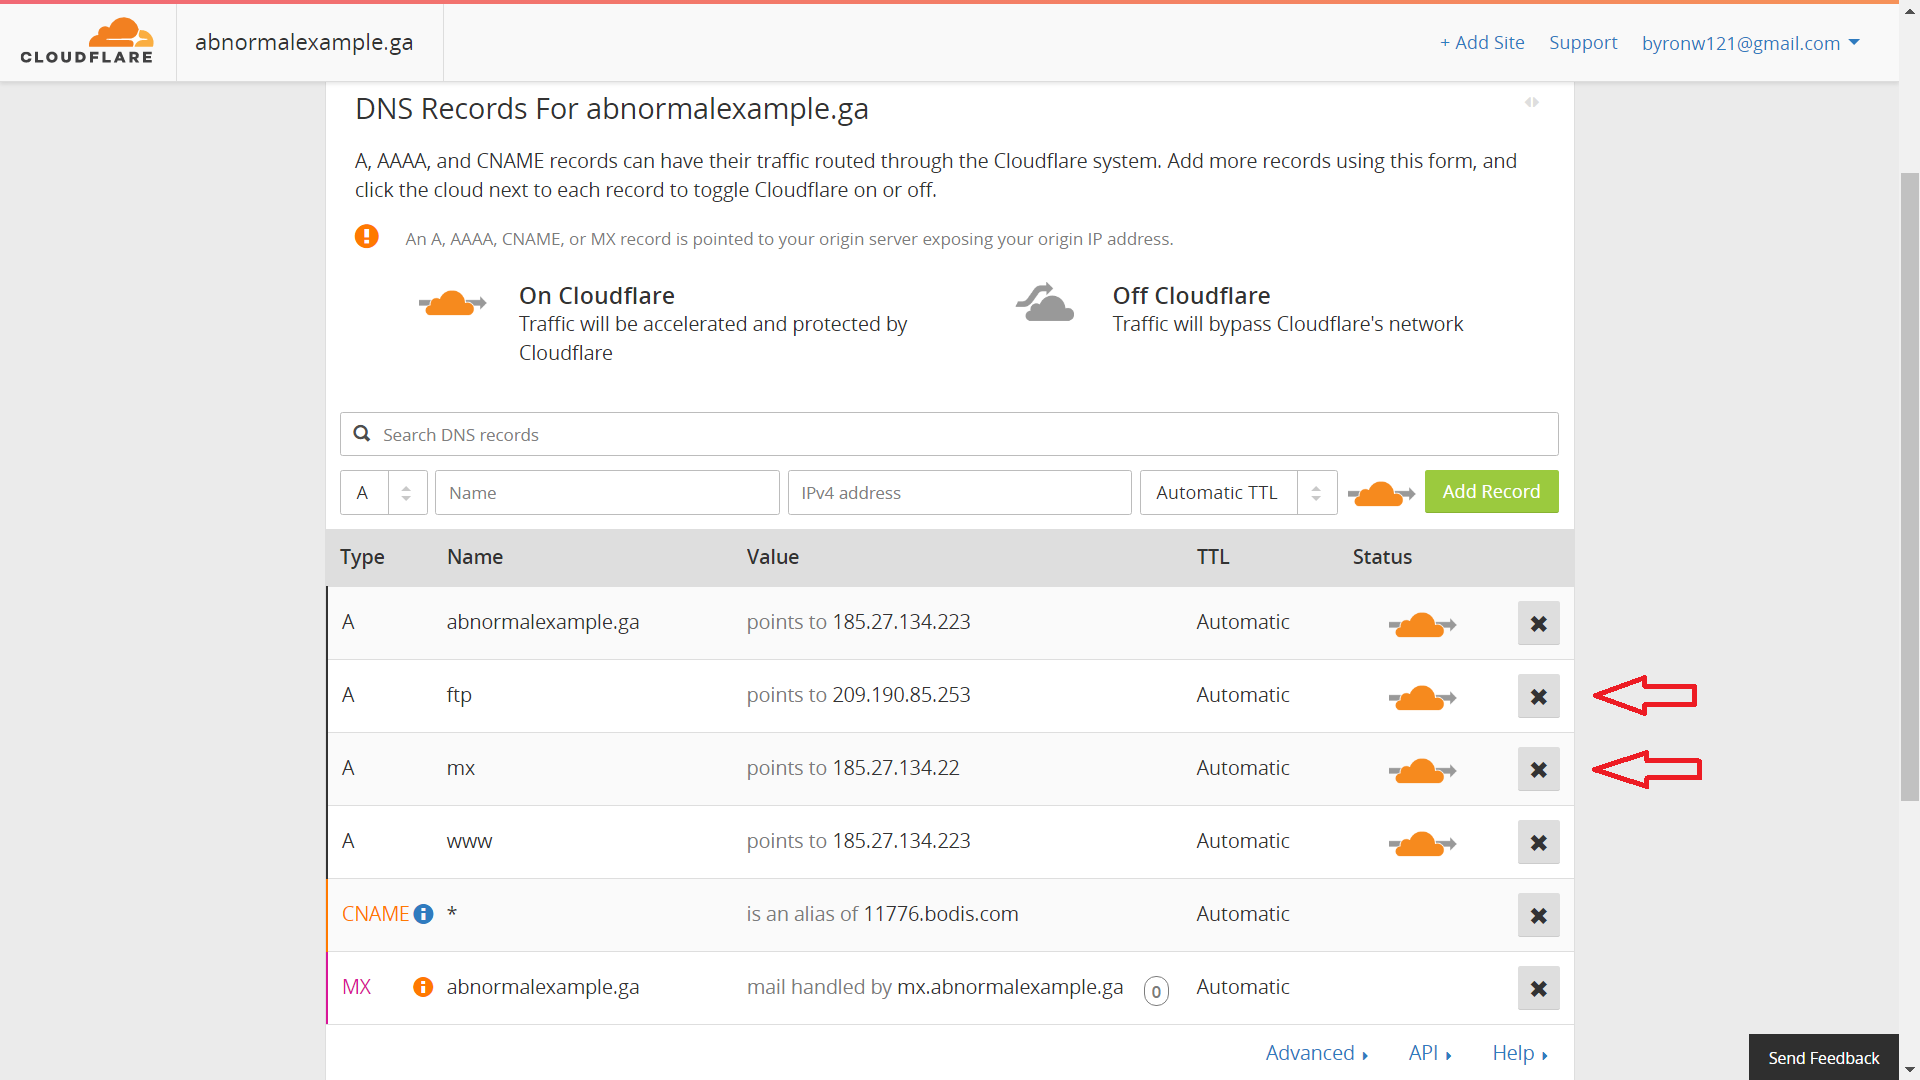 CLOUDFLARE
abnormalexample.ga
+ Add Site Support byronw121@gmail.com
DNS Records For abnormalexample.ga
A, AAAA, and CNAME records can have their traffic routed through the Cloudflare system. Add more records using this form, and
click the cloud next to each record to toggle Cloudflare on or off.
An A, AAAA, CNAME, or MX record is pointed to your origin server exposing your origin IP address.
On Cloudflare
Traffic will be accelerated and protected by
Cloudflare
Off Cloudflare
Traffic will bypass Cloudflare's network
Search DNS records
A Name IPv4 address Automatic TTL Add Record
Type Name Value TTL Status
A abnormalexample.ga points to 185.27.134.223 Automatic
A ftp points to 209.190.85.253 Automatic
A mx points to 185.27.134.22 Automatic
A www points to 185.27.134.223 Automatic
CNAME * is an alias of 11776.bodis.com Automatic
MX abnormalexample.ga mail handled by mx.abnormalexample.ga 0 Automatic
Advanced API Help
Send Feedback